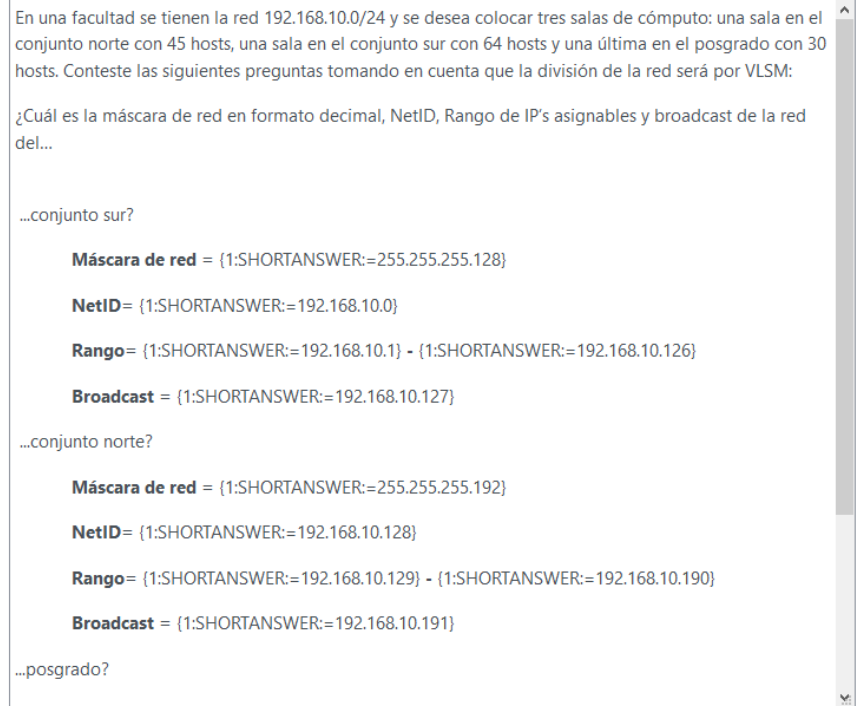 En una facultad se tienen la red 192.168.10.0/24 y se desea colocar tres salas de cómputo: una sala en el
conjunto norte con 45 hosts, una sala en el conjunto sur con 64 hosts y una última en el posgrado con 30
hosts. Conteste las siguientes preguntas tomando en cuenta que la división de la red será por VLSM:
¿Cuál es la máscara de red en formato decimal, NetID, Rango de IP's asignables y broadcast de la red
del...
...conjunto sur?
Máscara de red = {1:SHORTANSWER:=255.255.255.128}
NetID= {1:SHORTANSWER:=192.168.10.0}
Rango= {1:SHORTANSWER:=192.168.10.1} - {1:SHORTANSWER:=192.168.10.126}
Broadcast = {1:SHORTANSWER:=192.168.10.127}
...conjunto norte?
Máscara de red = {1:SHORTANSWER:=255.255.255.192}
NetID= {1:SHORTANSWER:=192.168.10.128}
Rango= {1:SHORTANSWER:=192.168.10.129} - {1:SHORTANSWER:=192.168.10.190}
Broadcast = {1:SHORTANSWER:=192.168.10.191}
...posgrado?